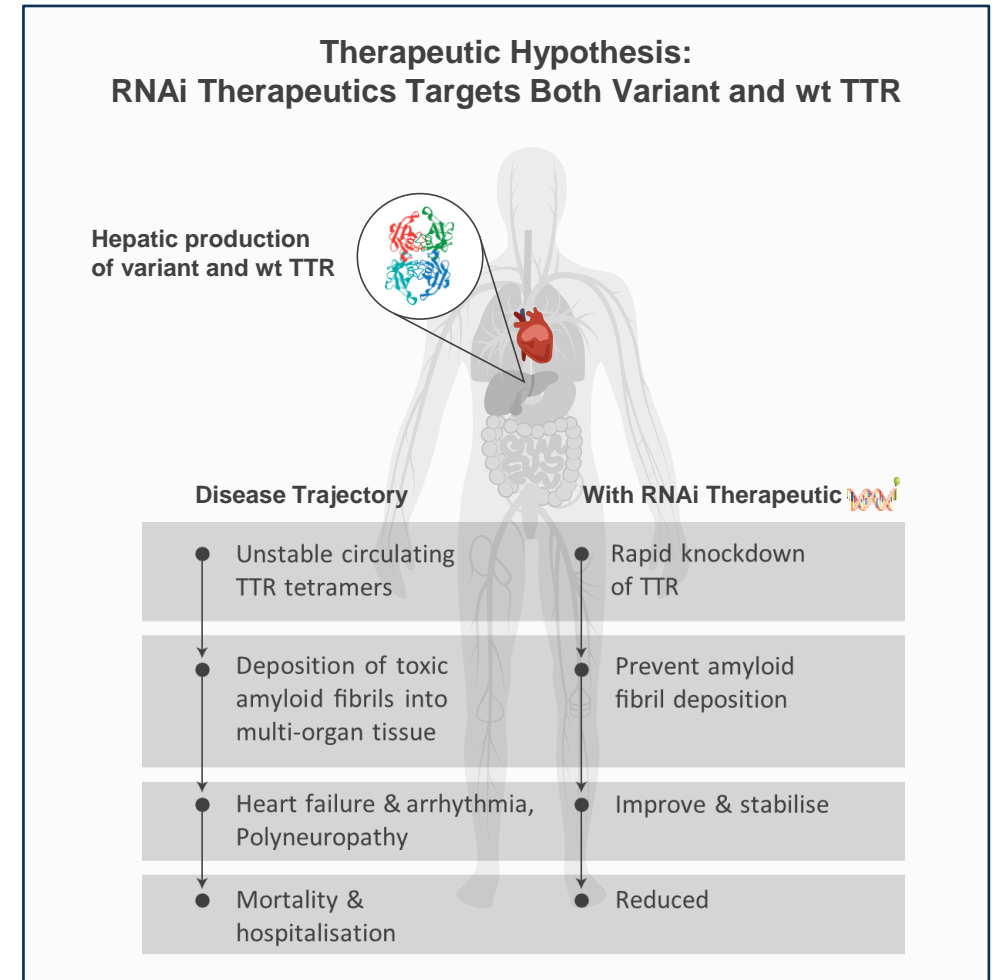 Therapeutic Hypothesis:
RNAi Therapeutics Targets Both Variant and wt TTR
Hepatic production
of variant and wt TTR
Disease Trajectory
With RNAi Therapeutic
Unstable circulating
TTR tetramers
Rapid knockdown
of TTR
Deposition of toxic
amyloid fibrils into
multi-organ tissue
Prevent amyloid
fibril deposition
Heart failure & arrhythmia,
Polyneuropathy
Improve & stabilise
Mortality &
hospitalisation
Reduced